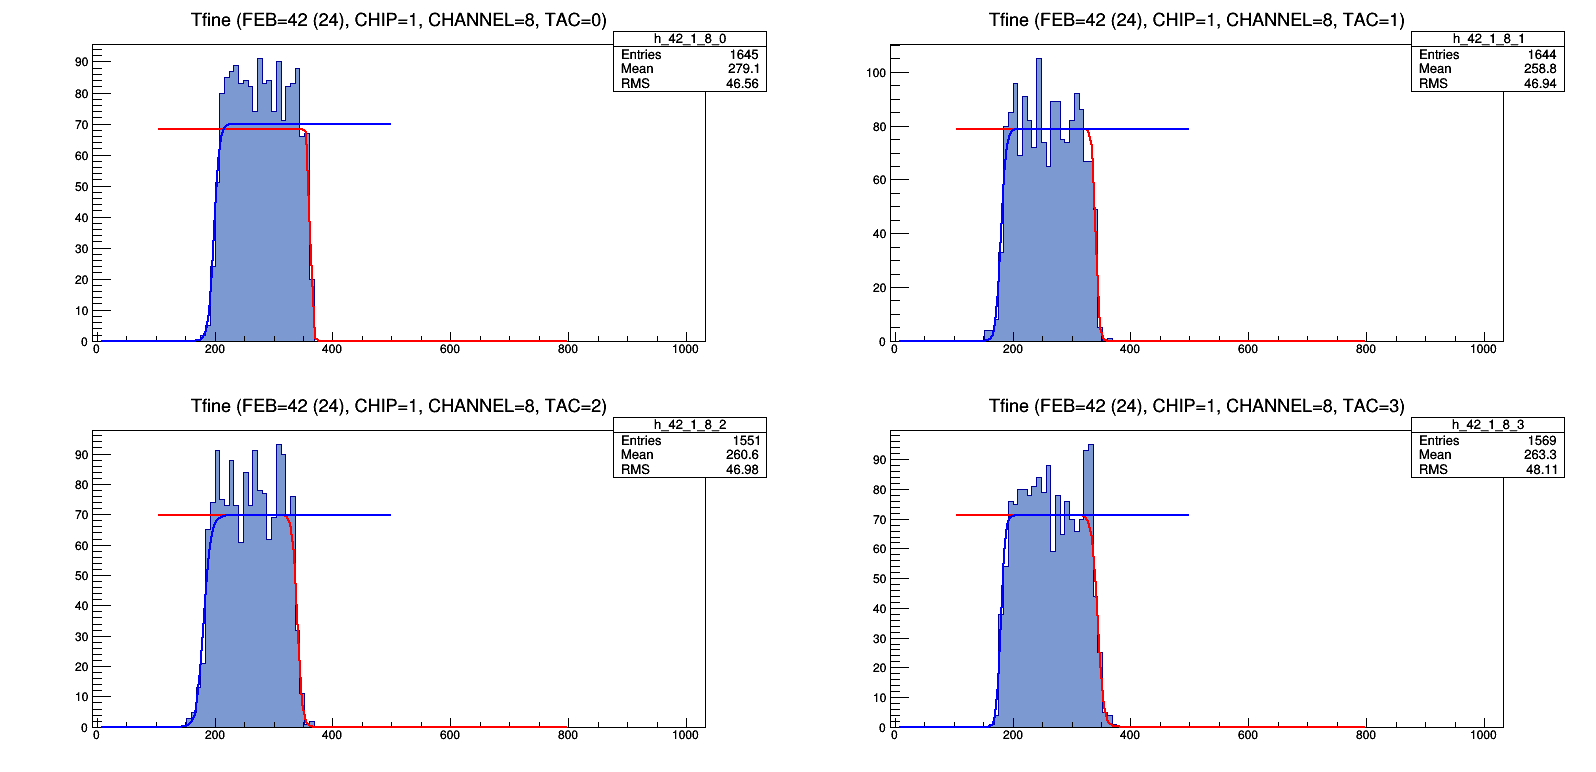 Tfine (FEB=42 (24), CHIP=1, CHANNEL=8, TAC=0)
h_42_1_8_0
Entries 1645
Mean 279.1
RMS 46.56
90
80
70
60
50
40
30
20
10
0
0 200 400 600 800 1000
Tfine (FEB=42 (24), CHIP=1, CHANNEL=8, TAC=1)
h_42_1_8_1
Entries 1644
Mean 258.8
RMS 46.94
100
80
60
40
20
0
0 200 400 600 800 1000
Tfine (FEB=42 (24), CHIP=1, CHANNEL=8, TAC=2)
h_42_1_8_2
Entries 1551
Mean 260.6
RMS 46.98
90
80
70
60
50
40
30
20
10
0
0 200 400 600 800 1000
Tfine (FEB=42 (24), CHIP=1, CHANNEL=8, TAC=3)
h_42_1_8_3
Entries 1569
Mean 263.3
RMS 48.11
90
80
70
60
50
40
30
20
10
0
0 200 400 600 800 1000